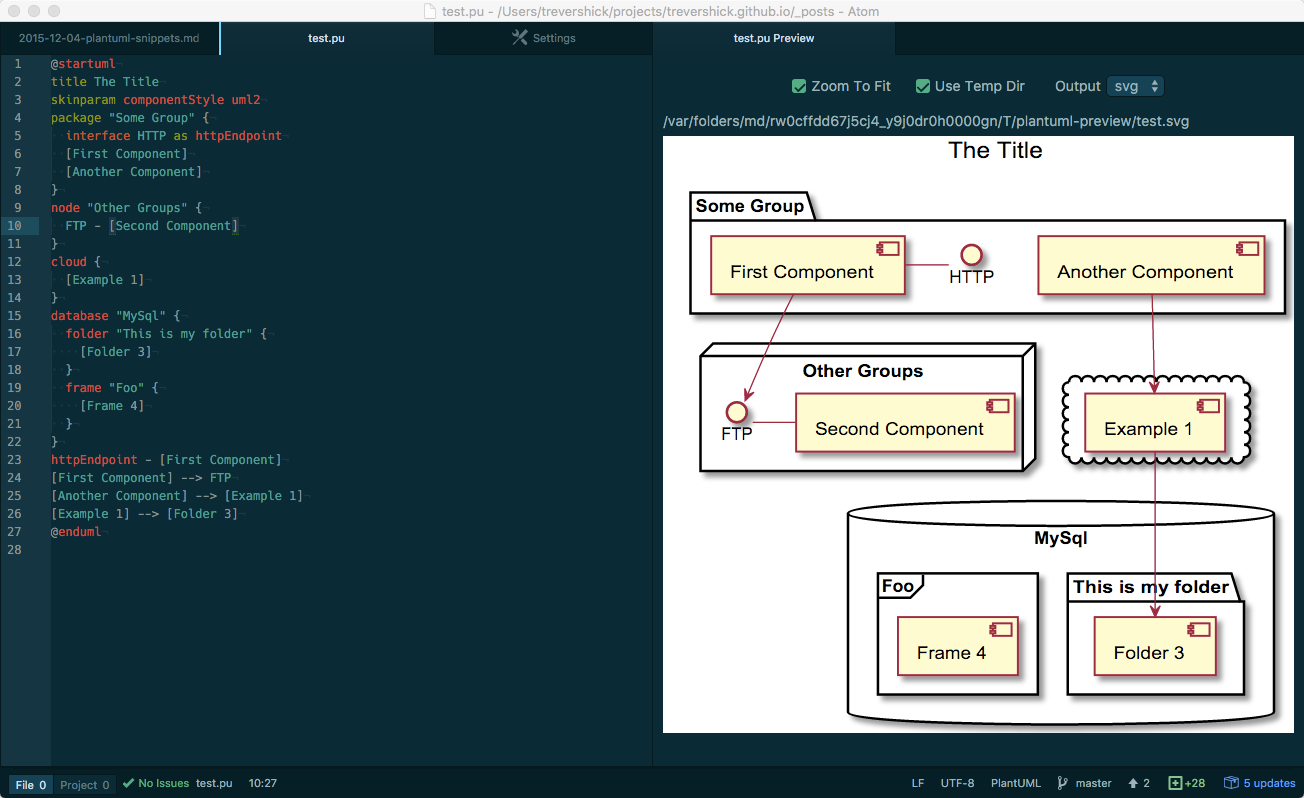 test.pu - /Users/trevershick/projects/trevershick.github.io/_posts - Atom
2015-12-04-plantuml-snippets.md
test.pu
Settings
test.pu Preview
1 @startuml
2 title The Title
3 skinparam componentStyle uml2
4 package "Some Group" {
5 interface HTTP as httpEndpoint
6 [First Component]
7 [Another Component]
8 }
9 node "Other Groups" {
10 FTP - [Second Component]
11 }
12 cloud {
13 [Example 1]
14 }
15 database "MySql" {
16 folder "This is my folder" {
17 [Folder 3]
18 }
19 frame "Foo" {
20 [Frame 4]
21 }
22 }
23 httpEndpoint - [First Component]
24 [First Component] --> FTP
25 [Another Component] --> [Example 1]
26 [Example 1] --> [Folder 3]
27 @enduml
28
Zoom To Fit Use Temp Dir Output svg
/var/folders/md/rw0cffdd67j5cj4_y9j0dr0h0000gn/T/plantuml-preview/test.svg
The Title
Some Group
First Component
HTTP
Another Component
Other Groups
FTP
Second Component
Example 1
MySql
Foo
This is my folder
Frame 4
Folder 3
File 0 Project 0 No Issues test.pu 10:27
LF UTF-8 PlantUML master 2 +28 5 updates